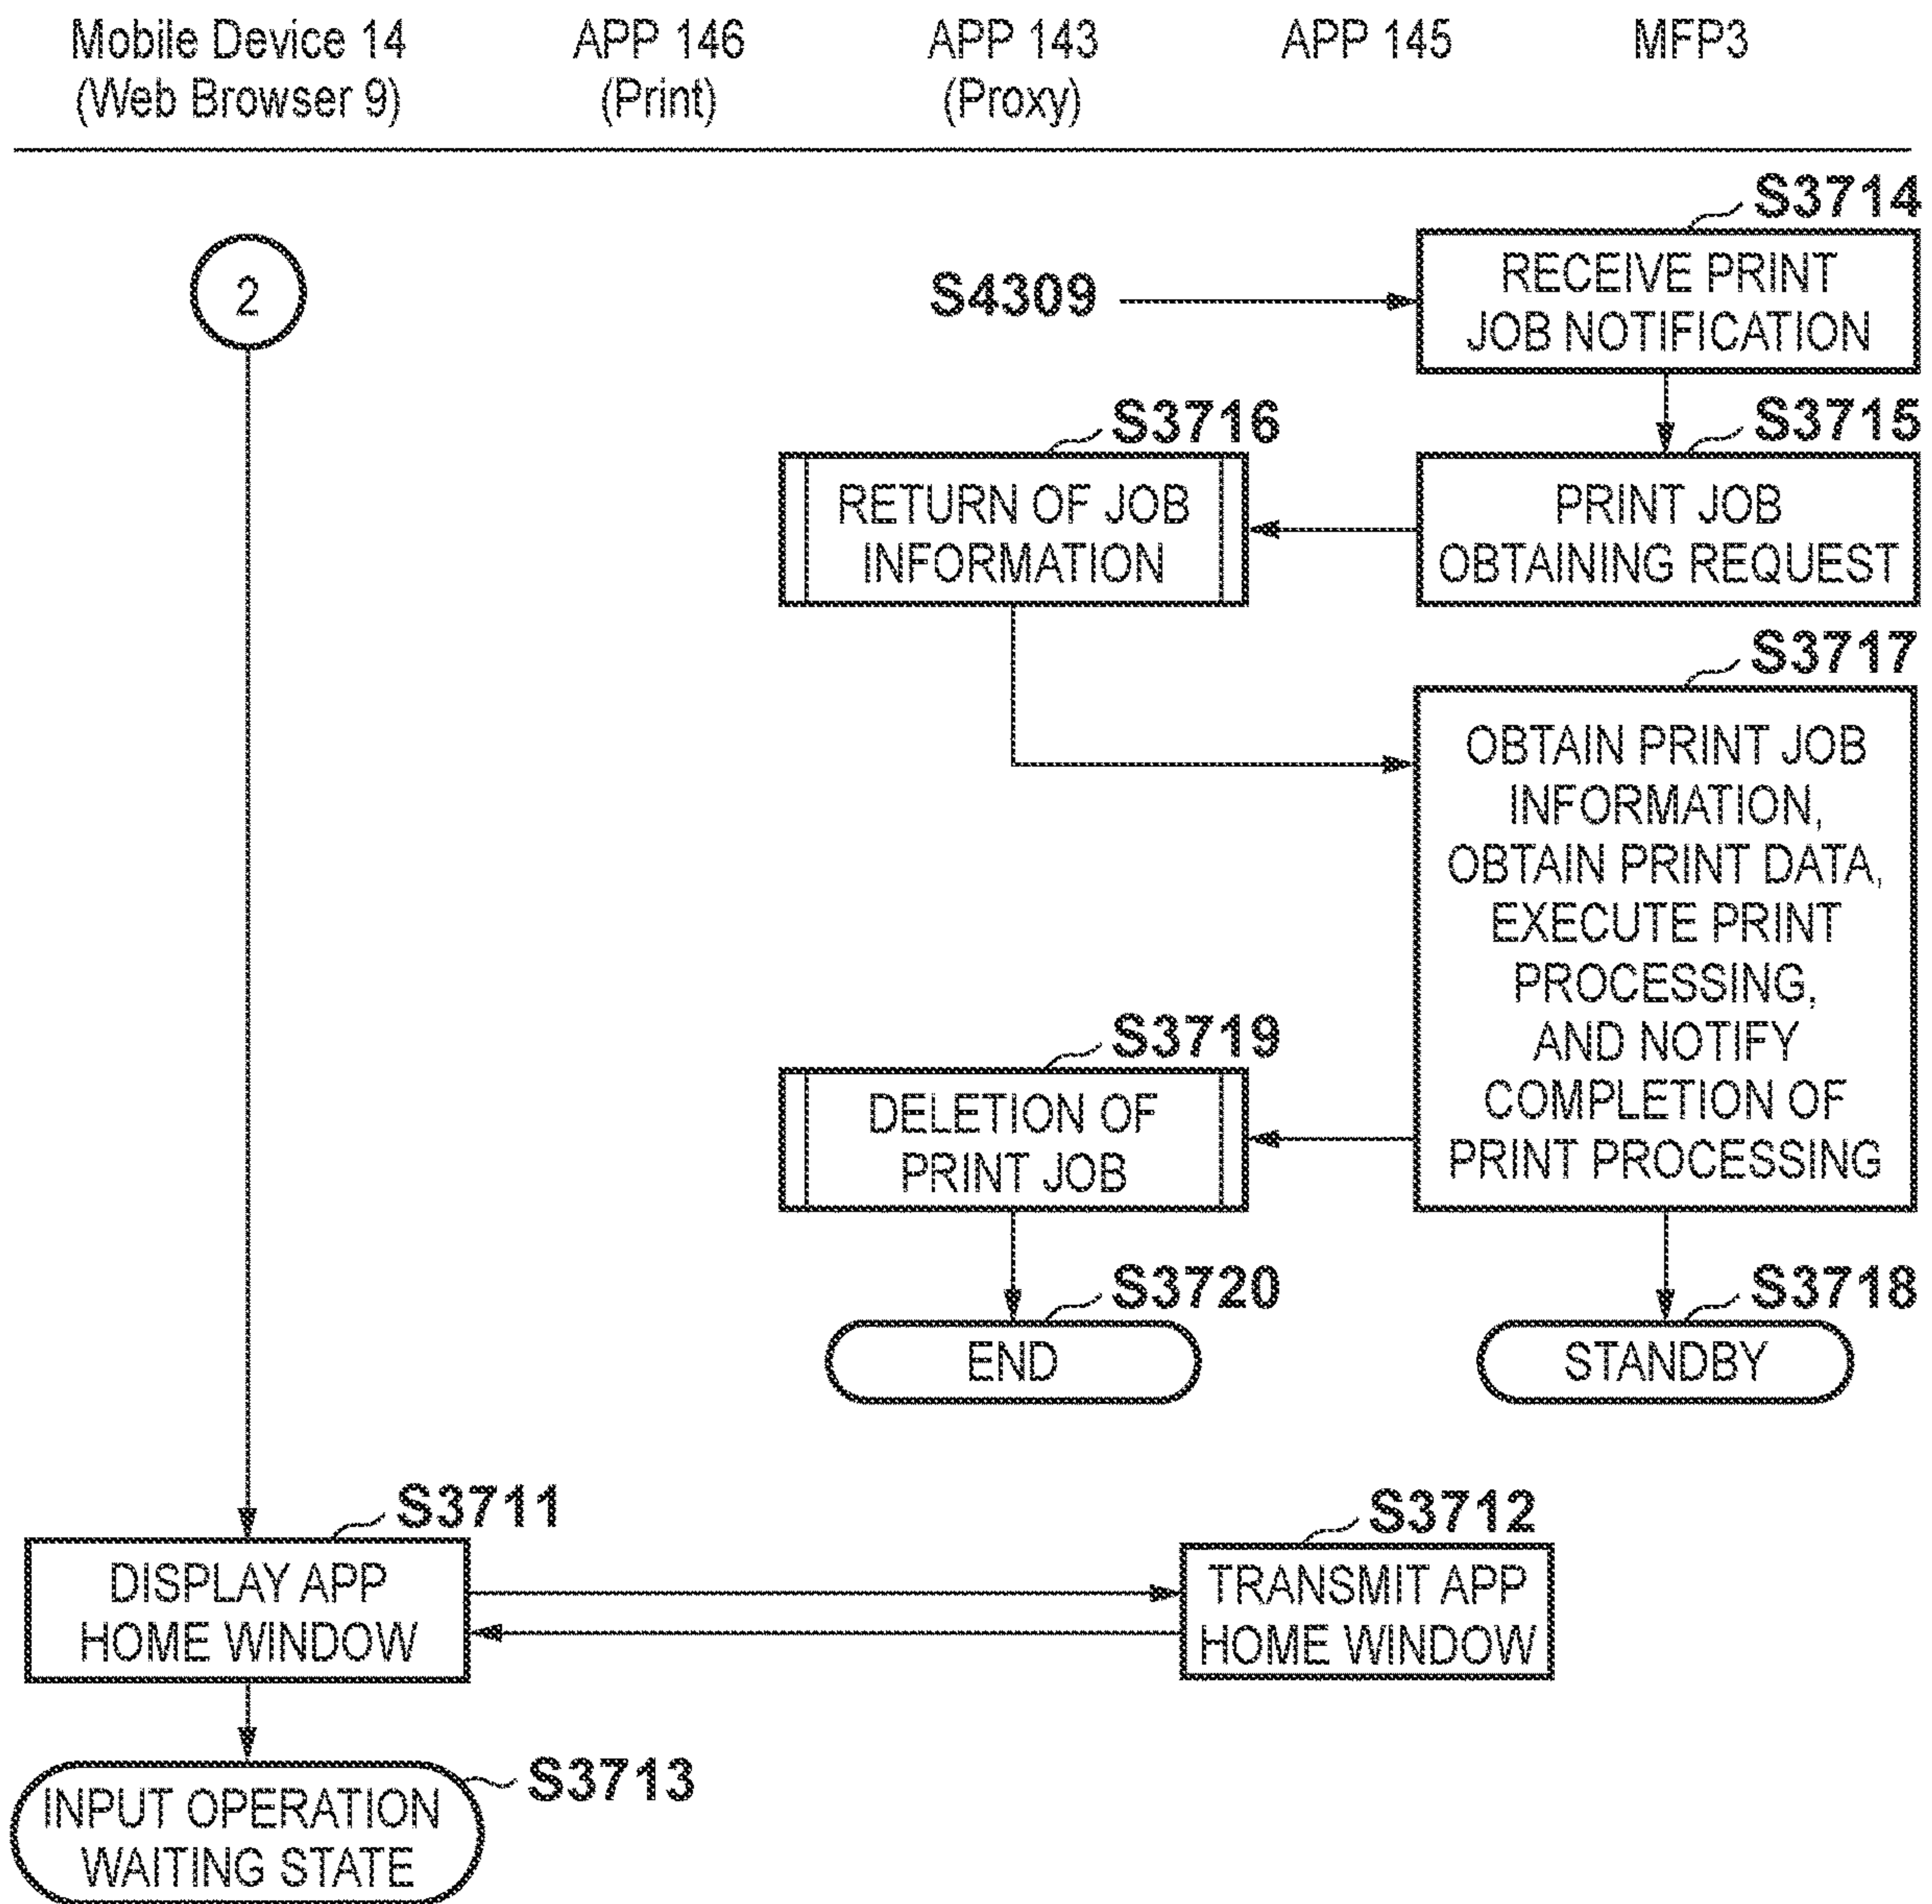 Mobile Device 14 APP 146 APP 143 APP 145 MFP3
(Web Browser 9) (Print) (Proxy)
S3714
2
S4309
RECEIVE PRINT
JOB NOTIFICATION
S3716
RETURN OF JOB
INFORMATION
S3715
PRINT JOB
OBTAINING REQUEST
S3717
OBTAIN PRINT JOB
INFORMATION,
OBTAIN PRINT DATA,
EXECUTE PRINT
PROCESSING,
AND NOTIFY
COMPLETION OF
PRINT PROCESSING
S3719
DELETION OF
PRINT JOB
S3720
END
S3718
STANDBY
S3711
DISPLAY APP
HOME WINDOW
S3712
TRANSMIT APP
HOME WINDOW
S3713
INPUT OPERATION
WAITING STATE